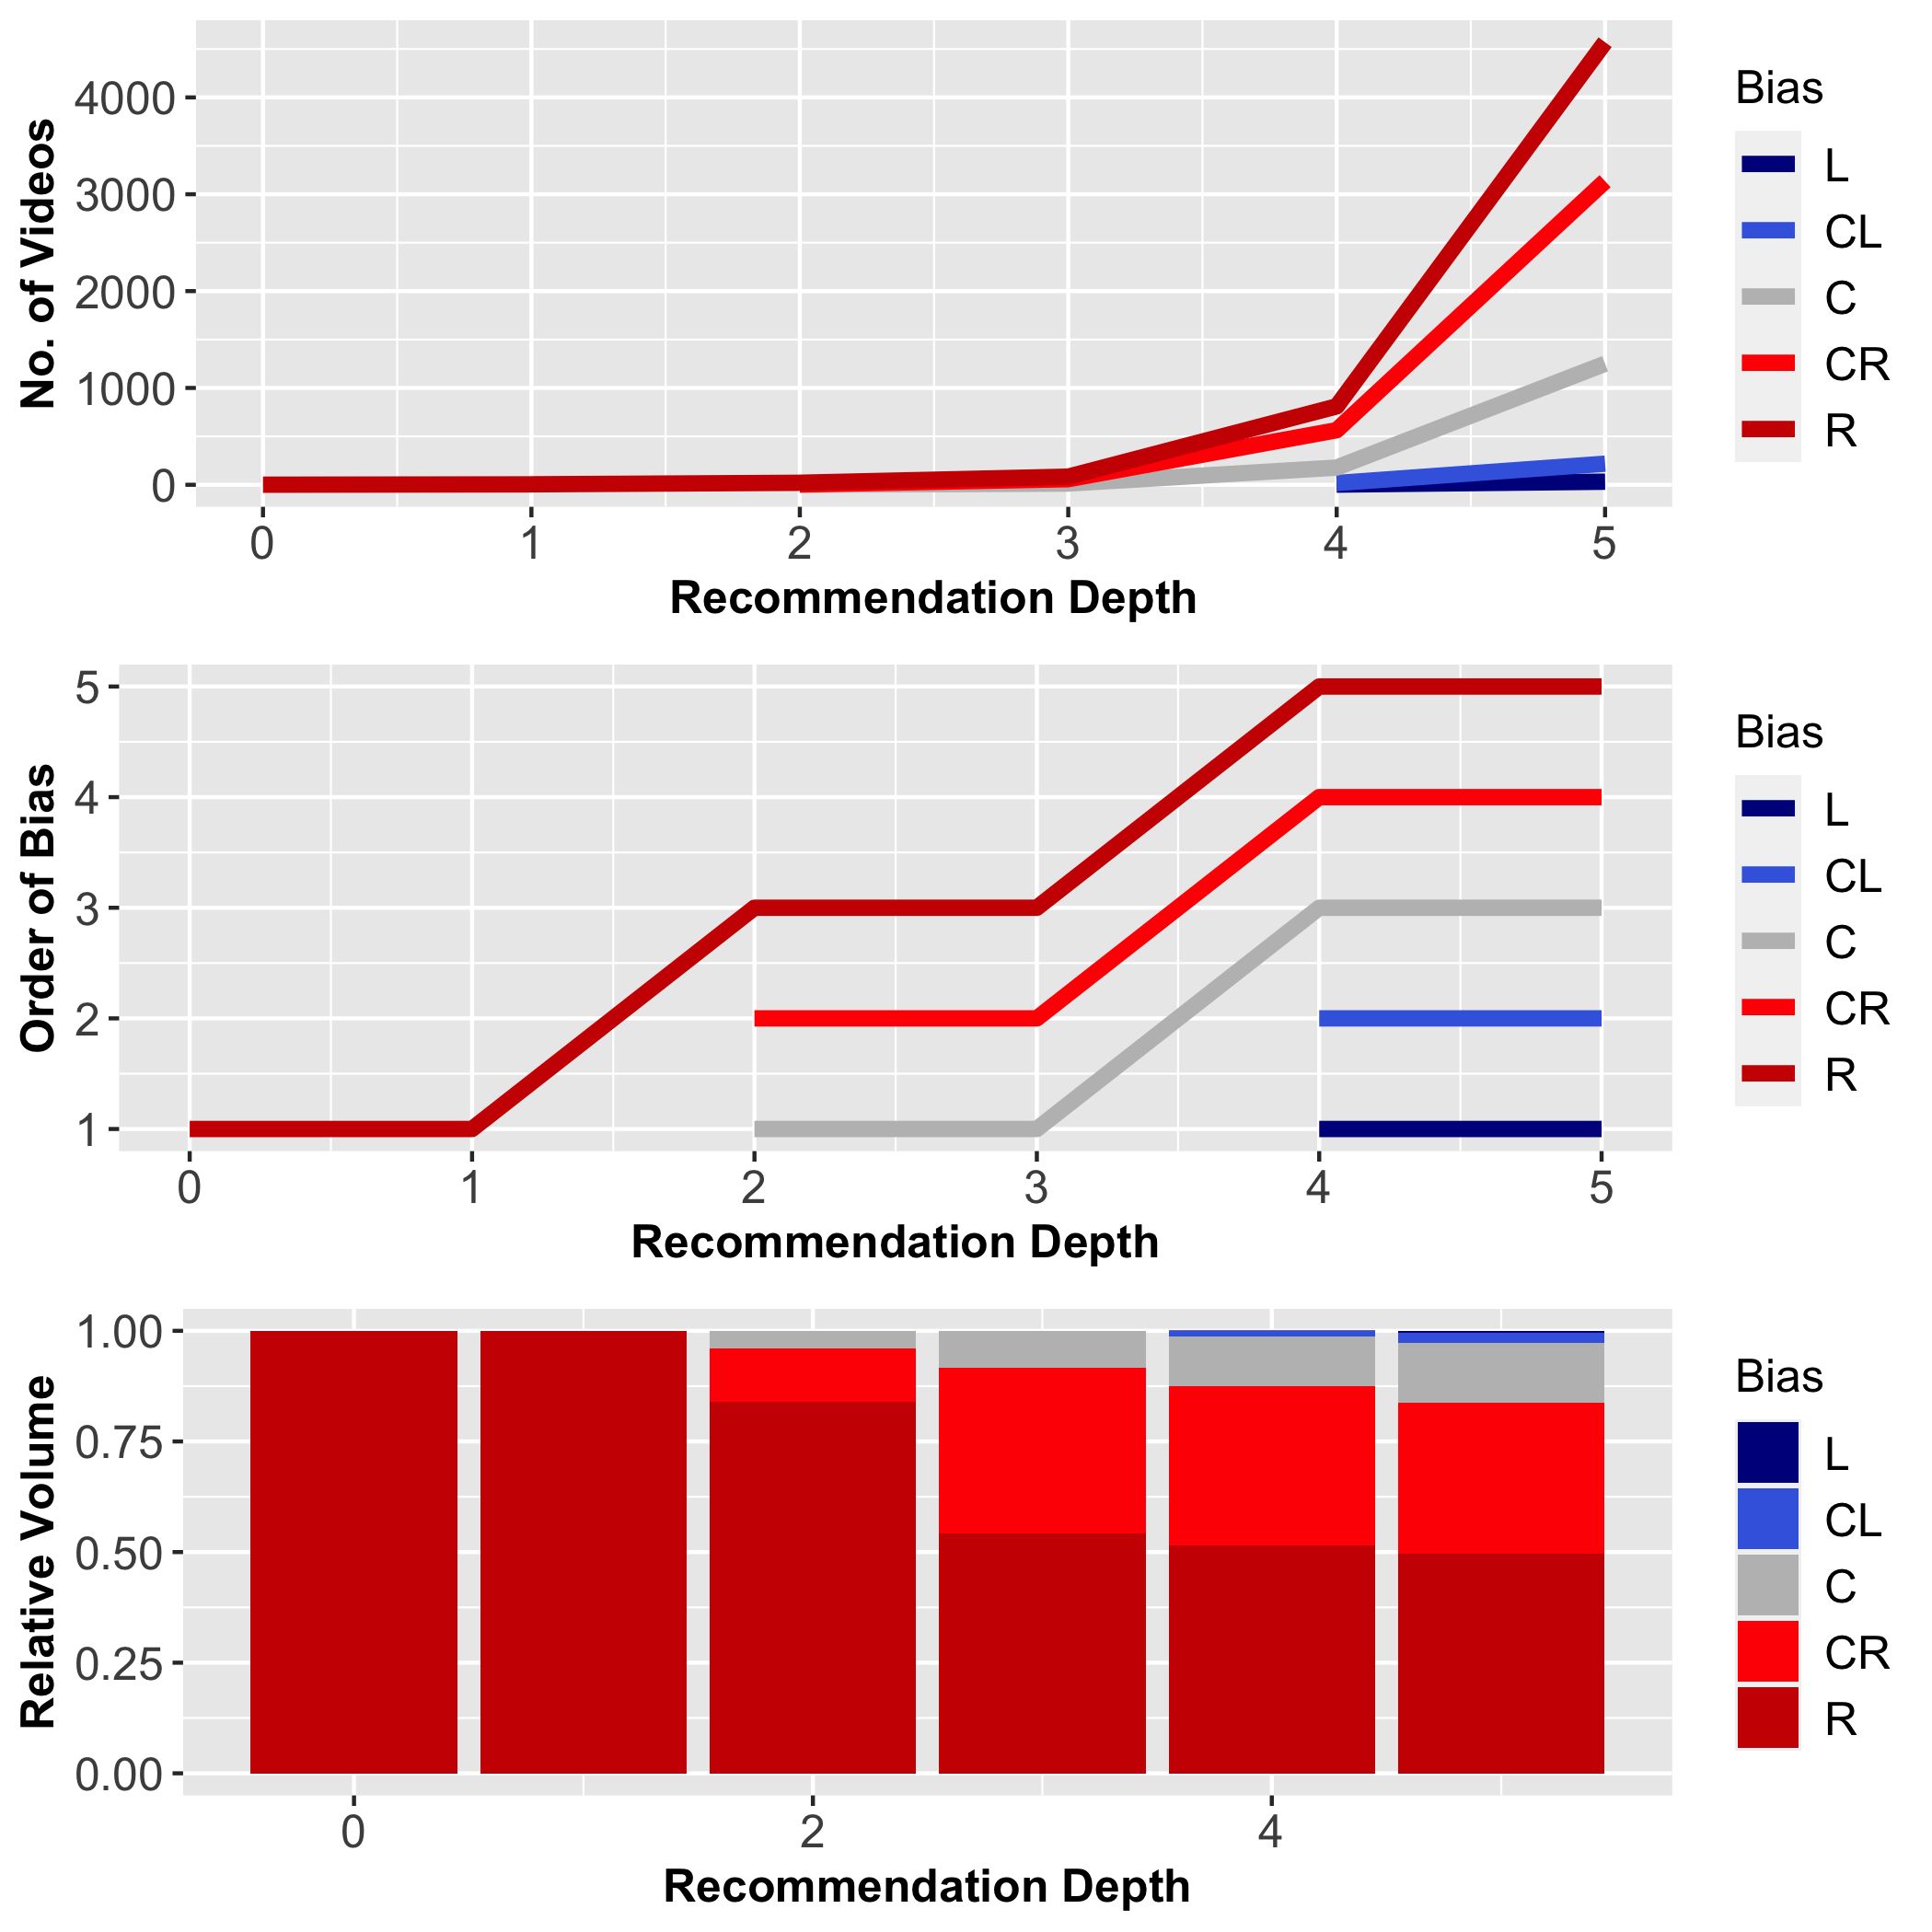 4000
3000
2000
1000
0
No. of Videos
0 1 2 3 4 5
Recommendation Depth
Bias
L
CL
C
CR
R
5
4
3
2
1
Order of Bias
0 1 2 3 4 5
Recommendation Depth
Bias
L
CL
C
CR
R
1.00
0.75
0.50
0.25
0.00
Relative Volume
0 2 4
Recommendation Depth
Bias
L
CL
C
CR
R